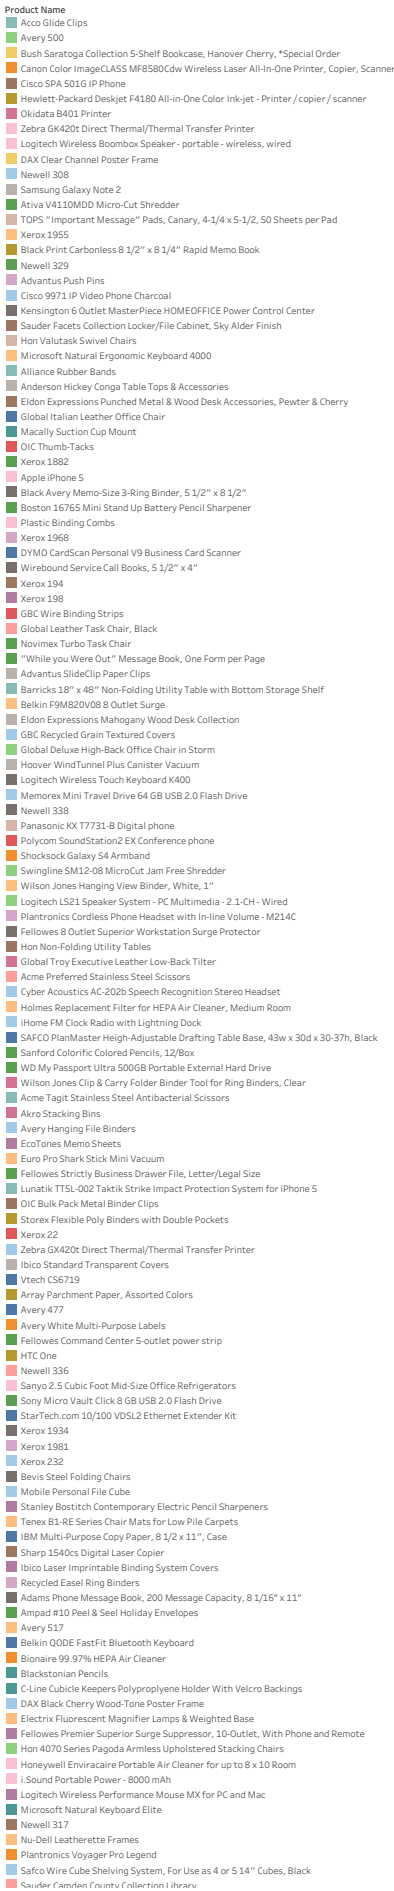 Product Name
Acco Glide Clips
Avery 500
Bush Saratoga Collection 5-Shelf Bookcase, Hanover Cherry, *Special Order
Canon Color ImageCLASS MF8580Cdw Wireless Laser All-In-One Printer, Copier, Scanner
Cisco SPA 501G IP Phone
Hewlett-Packard Deskjet F4180 All-in-One Color Ink-jet - Printer / copier / scanner
Okidata B401 Printer
Zebra GK420t Direct Thermal/Thermal Transfer Printer
Logitech Wireless Boombox Speaker - portable - wireless, wired
DAX Clear Channel Poster Frame
Newell 308
Samsung Galaxy Note 2
Ativa V4110MDD Micro-Cut Shredder
TOPS “Important Message” Pads, Canary, 4-1/4 x 5-1/2, 50 Sheets per Pad
Xerox 1955
Black Print Carbonless 8 1/2” x 8 1/4” Rapid Memo Book
Newell 329
Advantus Push Pins
Cisco 9971 IP Video Phone Charcoal
Kensington 6 Outlet MasterPiece HOMEOFFICE Power Control Center
Sauder Facets Collection Locker/File Cabinet, Sky Alder Finish
Hon Valutask Swivel Chairs
Microsoft Natural Ergonomic Keyboard 4000
Alliance Rubber Bands
Anderson Hickey Conga Table Tops & Accessories
Eldon Expressions Punched Metal & Wood Desk Accessories, Pewter & Cherry
Global Italian Leather Office Chair
Macally Suction Cup Mount
OIC Thumb-Tacks
Xerox 1882
Apple iPhone 5
Black Avery Memo-Size 3-Ring Binder, 5 1/2” x 8 1/2”
Boston 16765 Mini Stand Up Battery Pencil Sharpener
Plastic Binding Combs
Xerox 1968
DYMO CardScan Personal V9 Business Card Scanner
Wirebound Service Call Books, 5 1/2” x 4”
Xerox 194
Xerox 198
GBC Wire Binding Strips
Global Leather Task Chair, Black
Novimex Turbo Task Chair
“While you Were Out” Message Book, One Form per Page
Advantus SlideClip Paper Clips
Barricks 18” x 48” Non-Folding Utility Table with Bottom Storage Shelf
Belkin F9M820V08 8 Outlet Surge
Eldon Expressions Mahogany Wood Desk Collection
GBC Recycled Grain Textured Covers
Global Deluxe High-Back Office Chair in Storm
Hoover WindTunnel Plus Canister Vacuum
Logitech Wireless Touch Keyboard K400
Memorex Mini Travel Drive 64 GB USB 2.0 Flash Drive
Newell 338
Panasonic KX T7731-B Digital phone
Polycom SoundStation2 EX Conference phone
Shocksock Galaxy S4 Armband
Swingline SM12-08 MicroCut Jam Free Shredder
Wilson Jones Hanging View Binder, White, 1”
Logitech LS21 Speaker System - PC Multimedia - 2.1-CH - Wired
Plantronics Cordless Phone Headset with In-line Volume - M214C
Fellowes 8 Outlet Superior Workstation Surge Protector
Hon Non-Folding Utility Tables
Global Troy Executive Leather Low-Back Tilter
Acme Preferred Stainless Steel Scissors
Cyber Acoustics AC-202b Speech Recognition Stereo Headset
Holmes Replacement Filter for HEPA Air Cleaner, Medium Room
iHome FM Clock Radio with Lightning Dock
SAFCO PlanMaster Heigh-Adjustable Drafting Table Base, 43w x 30d x 30-37h, Black
Sanford Colorific Colored Pencils, 12/Box
WD My Passport Ultra 500GB Portable External Hard Drive
Wilson Jones Clip & Carry Folder Binder Tool for Ring Binders, Clear
Acme Tagit Stainless Steel Antibacterial Scissors
Akro Stacking Bins
Avery Hanging File Binders
EcoTones Memo Sheets
Euro Pro Shark Stick Mini Vacuum
Fellowes Strictly Business Drawer File, Letter/Legal Size
Lunatik TT5L-002 Taktik Strike Impact Protection System for iPhone 5
OIC Bulk Pack Metal Binder Clips
Storex Flexible Poly Binders with Double Pockets
Xerox 22
Zebra GX420t Direct Thermal/Thermal Transfer Printer
Ibico Standard Transparent Covers
Vtech CS6719
Array Parchment Paper, Assorted Colors
Avery 477
Avery White Multi-Purpose Labels
Fellowes Command Center 5-outlet power strip
HTC One
Newell 336
Sanyo 2.5 Cubic Foot Mid-Size Office Refrigerators
Sony Micro Vault Click 8 GB USB 2.0 Flash Drive
StarTech.com 10/100 VDSL2 Ethernet Extender Kit
Xerox 1934
Xerox 1981
Xerox 232
Bevis Steel Folding Chairs
Mobile Personal File Cube
Stanley Bostitch Contemporary Electric Pencil Sharpeners
Tenex B1-RE Series Chair Mats for Low Pile Carpets
IBM Multi-Purpose Copy Paper, 8 1/2 x 11”, Case
Sharp 1540cs Digital Laser Copier
Ibico Laser Imprintable Binding System Covers
Recycled Easel Ring Binders
Adams Phone Message Book, 200 Message Capacity, 8 1/16” x 11”
Ampad #10 Peel & Seel Holiday Envelopes
Avery 517
Belkin QODE FastFit Bluetooth Keyboard
Bionaire 99.97% HEPA Air Cleaner
Blackstonian Pencils
C-Line Cubicle Keepers Polyproplyene Holder With Velcro Backings
DAX Black Cherry Wood-Tone Poster Frame
Electrix Fluorescent Magnifier Lamps & Weighted Base
Fellowes Premier Superior Surge Suppressor, 10-Outlet, With Phone and Remote
Hon 4070 Series Pagoda Armless Upholstered Stacking Chairs
Honeywell Enviracaire Portable Air Cleaner for up to 8 x 10 Room
i.Sound Portable Power - 8000 mAh
Logitech Wireless Performance Mouse MX for PC and Mac
Microsoft Natural Keyboard Elite
Newell 317
Nu-Dell Leatherette Frames
Plantronics Voyager Pro Legend
Safco Wire Cube Shelving System, For Use as 4 or 5 14” Cubes, Black
Sauder Camden County Collection Library